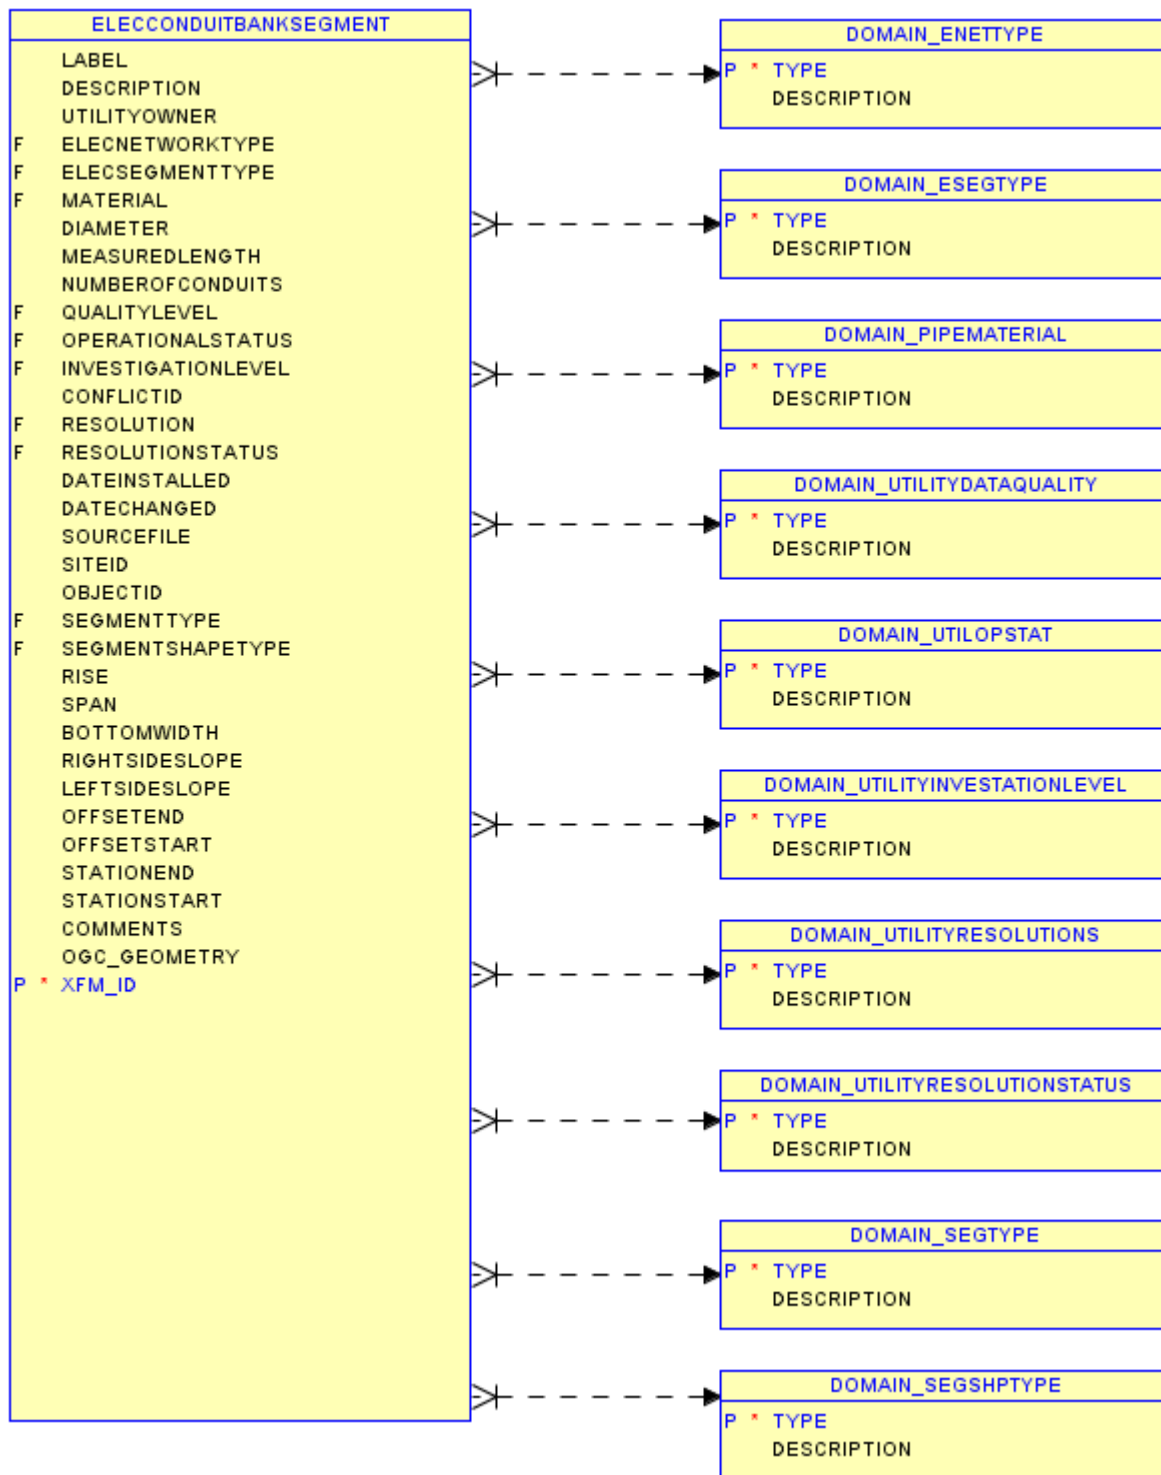 ELECCONDUITBANKSEGMENT
LABEL
DESCRIPTION
UTILITYOWNER
F ELECNETWORKTYPE
F ELECSEGMENTTYPE
F MATERIAL
DIAMETER
MEASUREDLENGTH
NUMBEROFCONDUITS
F QUALITYLEVEL
F OPERATIONALSTATUS
F INVESTIGATIONLEVEL
CONFLICTID
F RESOLUTION
F RESOLUTIONSTATUS
DATEINSTALLED
DATECHANGED
SOURCEFILE
SITEID
OBJECTID
F SEGMENTTYPE
F SEGMENTSHAPETYPE
RISE
SPAN
BOTTOMWIDTH
RIGHTSIDESLOPE
LEFTSIDESLOPE
OFFSETEND
OFFSETSTART
STATIONEND
STATIONSTART
COMMENTS
OGC_GEOMETRY
P * XFM_ID
DOMAIN_ENETTYPE
P * TYPE
DESCRIPTION
DOMAIN_ESEGTYPE
P * TYPE
DESCRIPTION
DOMAIN_PIPEMATERIAL
P * TYPE
DESCRIPTION
DOMAIN_UTILITYDATAQUALITY
P * TYPE
DESCRIPTION
DOMAIN_UTILOPSTAT
P * TYPE
DESCRIPTION
DOMAIN_UTILITYINVESTATIONLEVEL
P * TYPE
DESCRIPTION
DOMAIN_UTILITYRESOLUTIONS
P * TYPE
DESCRIPTION
DOMAIN_UTILITYRESOLUTIONSTATUS
P * TYPE
DESCRIPTION
DOMAIN_SEGTYPE
P * TYPE
DESCRIPTION
DOMAIN_SEGSHPTYPE
P * TYPE
DESCRIPTION